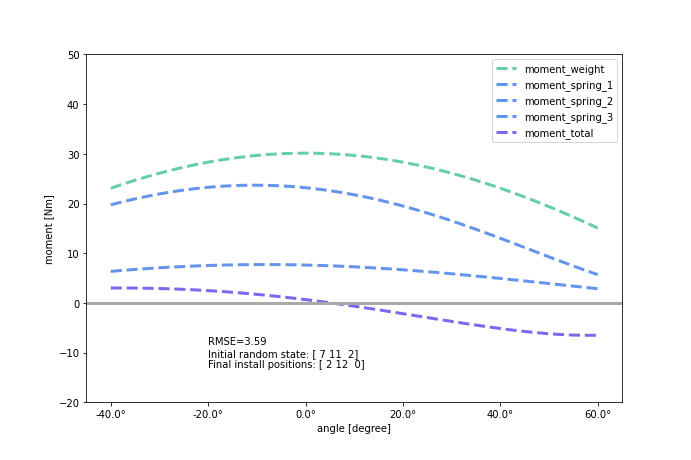 50
40
30
20
10
0
−10
−20
moment [Nm]
moment_weight
moment_spring_1
moment_spring_2
moment_spring_3
moment_total
RMSE=3.59
Initial random state: [ 7 11  2]
Final install positions: [ 2 12  0]
-40.0° -20.0° 0.0° 20.0° 40.0° 60.0°
angle [degree]